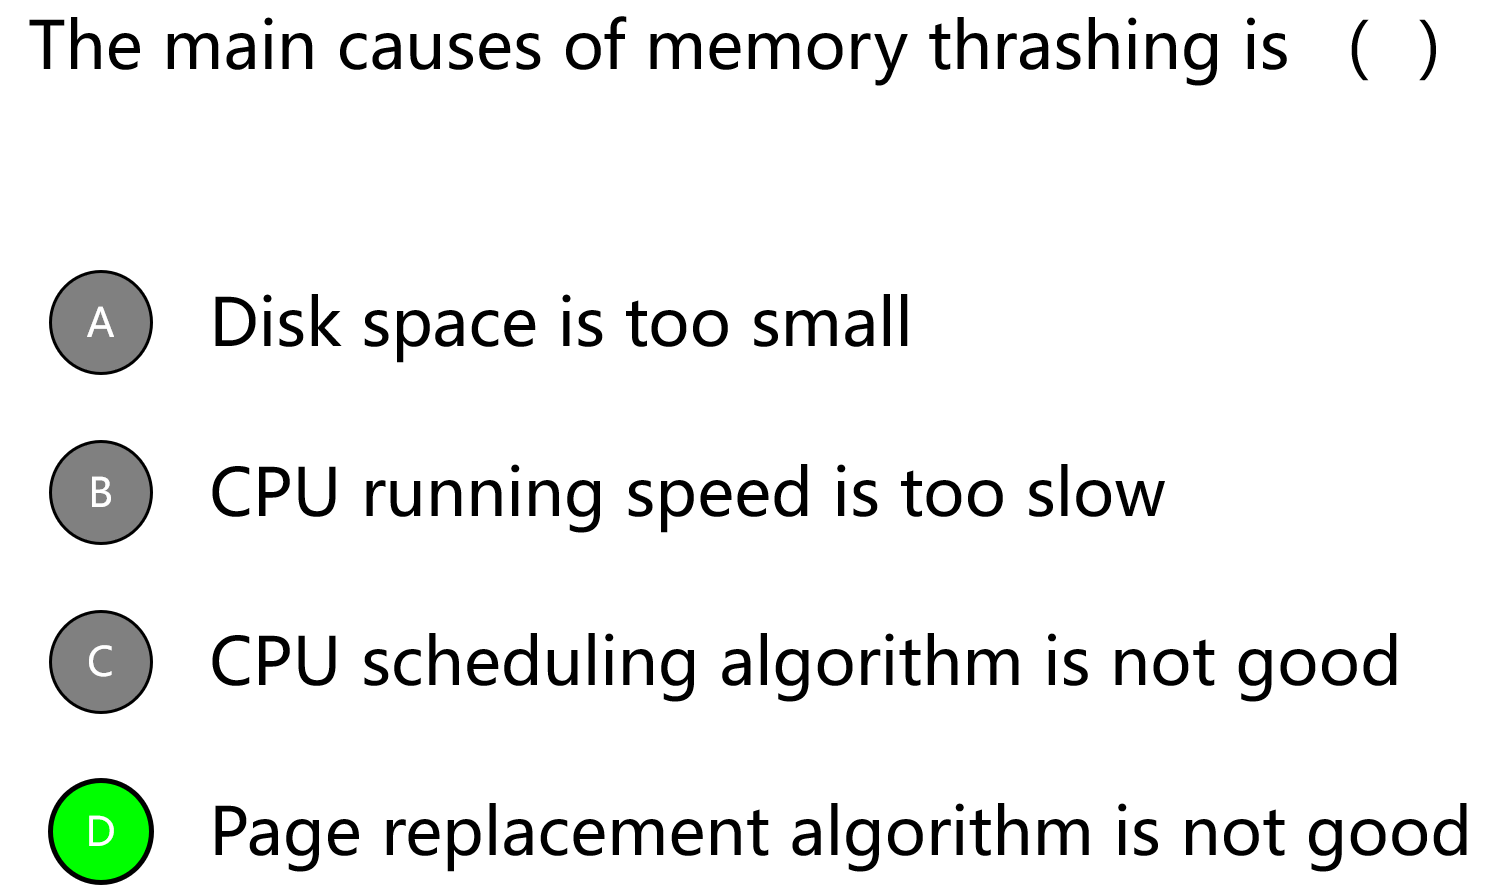 The main causes of memory thrashing is （ ）
A Disk space is too small
B CPU running speed is too slow
C CPU scheduling algorithm is not good
D Page replacement algorithm is not good